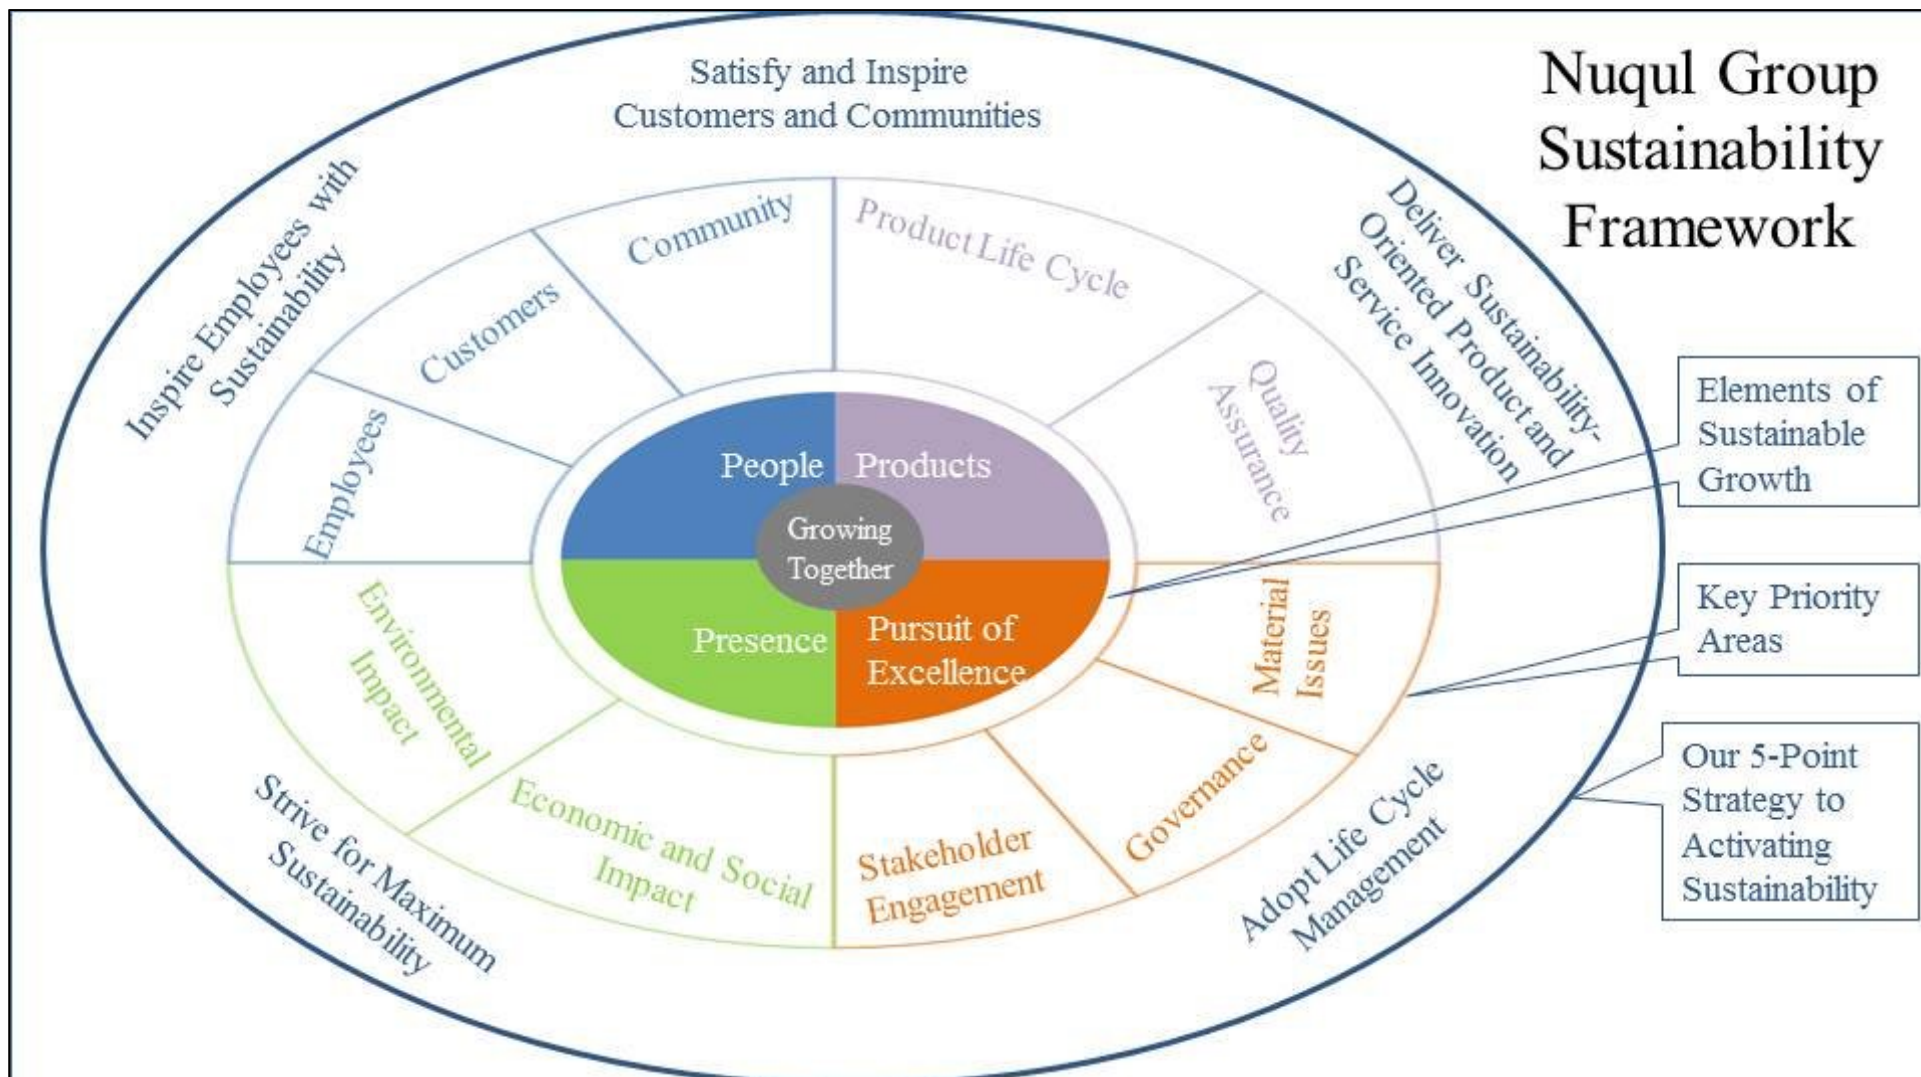 Nuqul Group
Sustainability
Framework
Satisfy and Inspire
Customers and Communities
Inspire Employees with
Sustainability
Deliver Sustainability-
Oriented Product and
Service Innovation
Community
Product Life Cycle
Customers
Quality
Assurance
Employees
People
Products
Growing
Together
Presence
Pursuit of
Excellence
Environmental
Impact
Material
Issues
Economic and Social
Impact
Stakeholder
Engagement
Governance
Strive for Maximum
Sustainability
Adopt Life Cycle
Management
Elements of
Sustainable
Growth
Key Priority
Areas
Our 5-Point
Strategy to
Activating
Sustainability